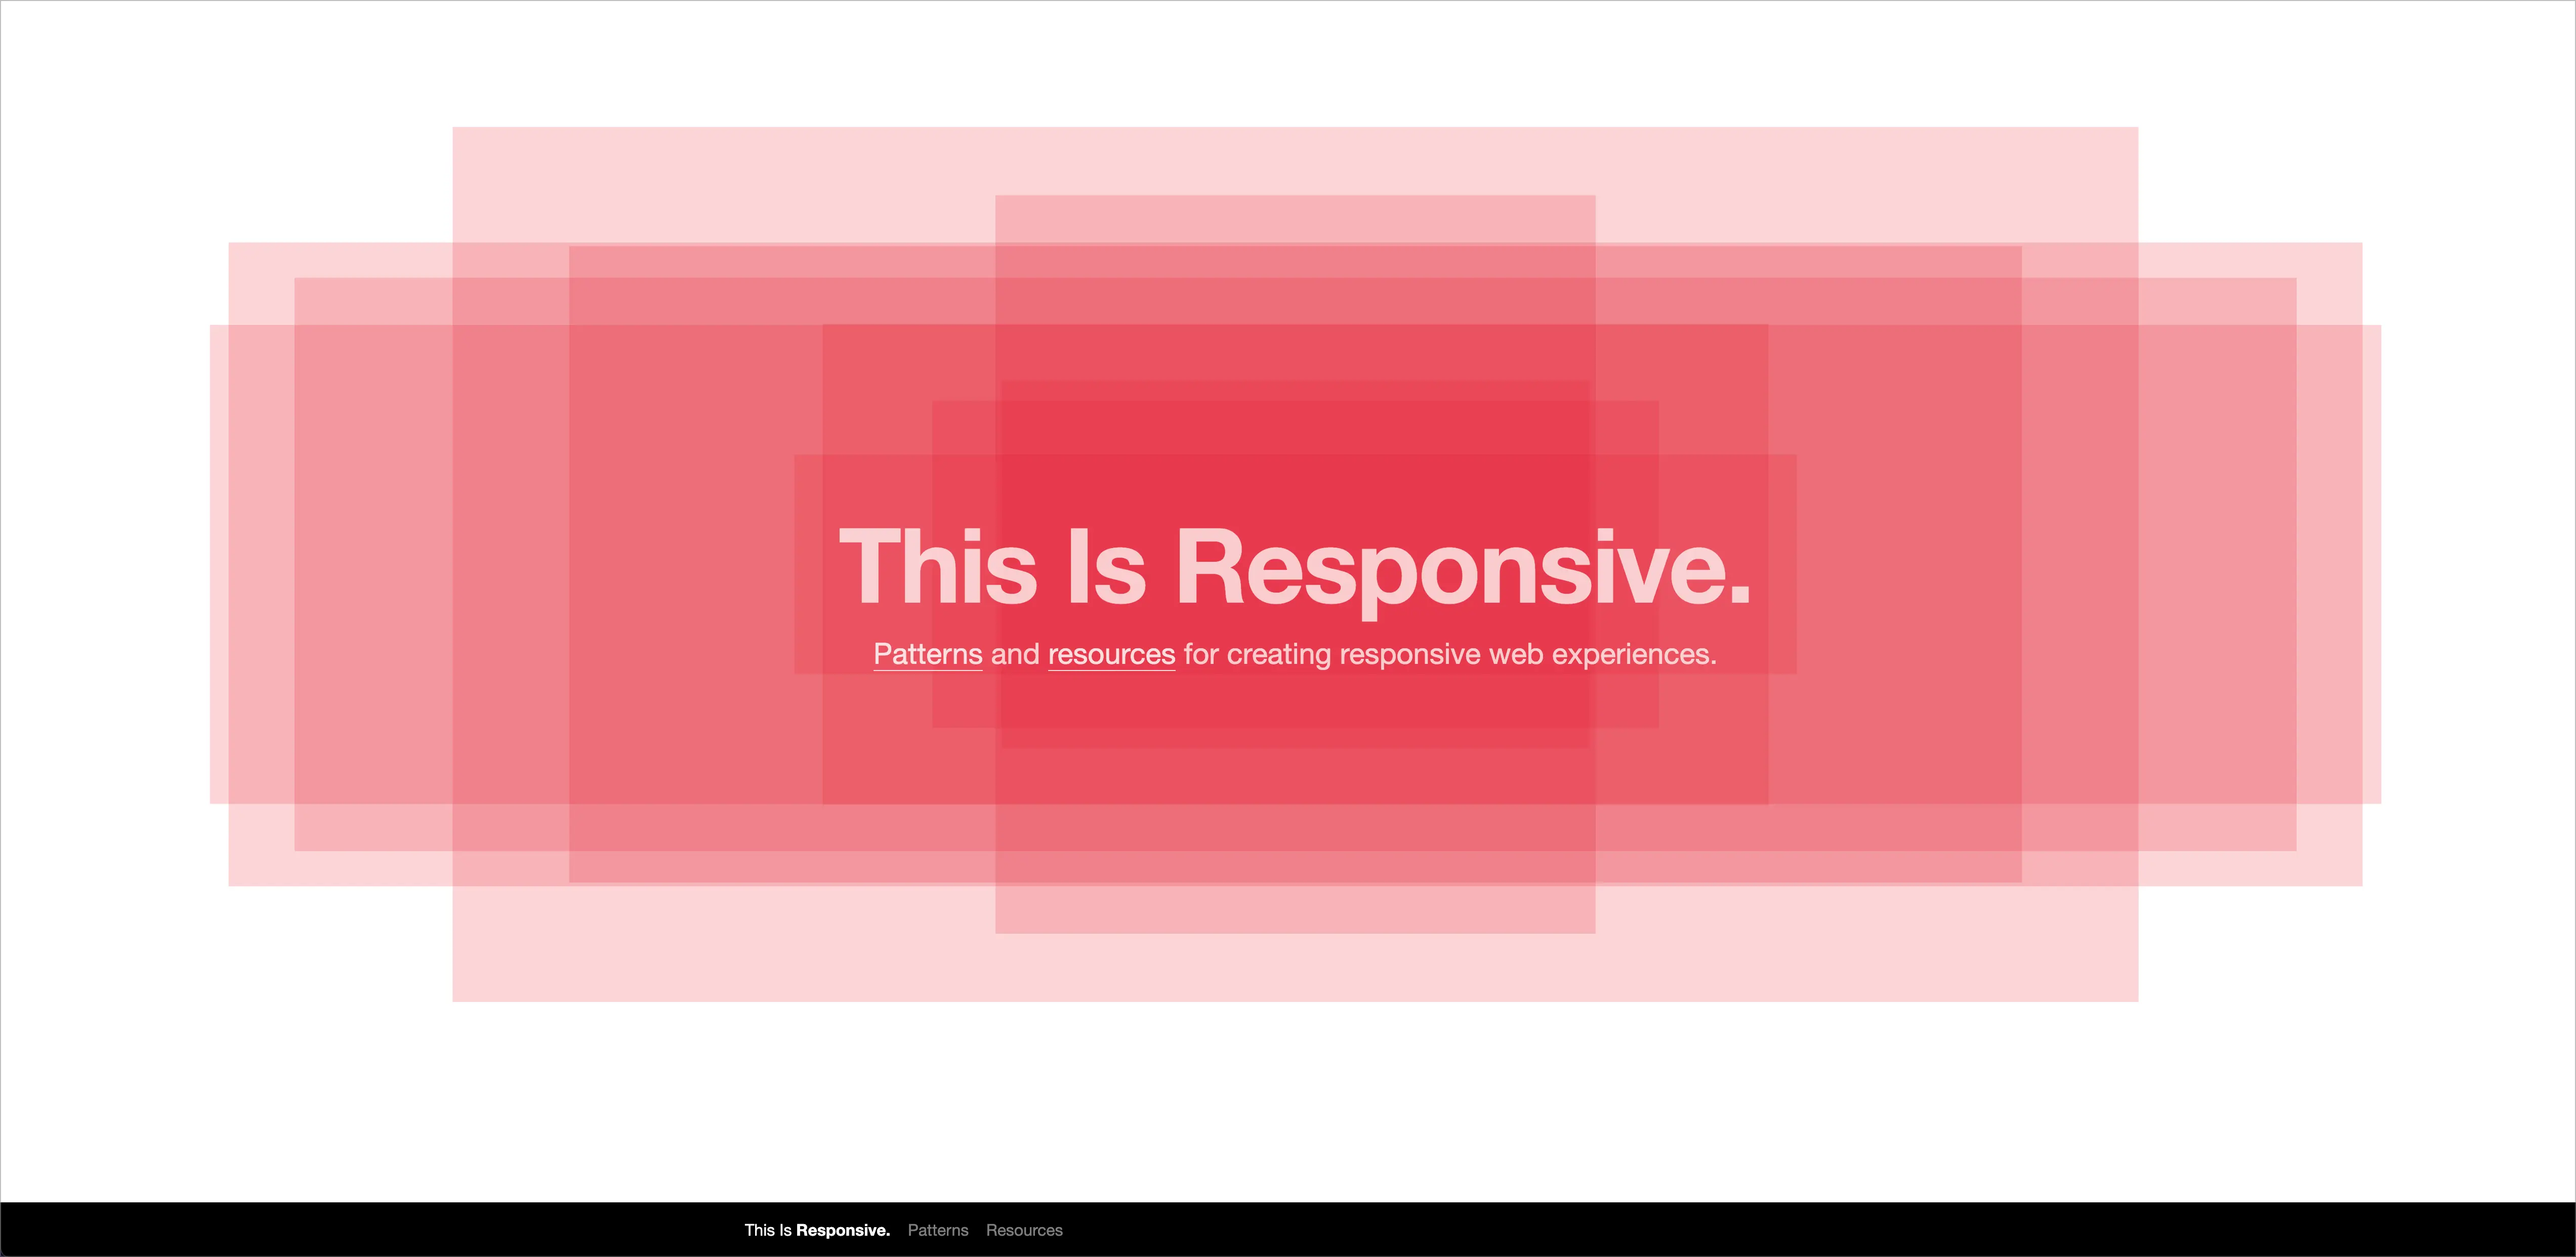 This Is Responsive.
Patterns and resources for creating responsive web experiences.
This Is Responsive. Patterns Resources